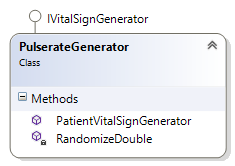 IVitalSignGenerator
PulserateGenerator
Class
Methods
PatientVitalSignGenerator
RandomizeDouble